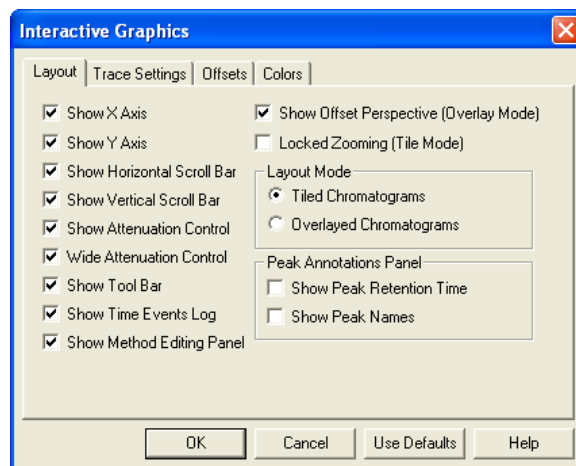 Interactive Graphics
Layout
Trace Settings
Offsets
Colors
Show X Axis
Show Y Axis
Show Horizontal Scroll Bar
Show Vertical Scroll Bar
Show Attenuation Control
Wide Attenuation Control
Show Tool Bar
Show Time Events Log
Show Method Editing Panel
Show Offset Perspective (Overlay Mode)
Locked Zooming (Tile Mode)
Layout Mode
Tiled Chromatograms
Overlayed Chromatograms
Peak Annotations Panel
Show Peak Retention Time
Show Peak Names
OK
Cancel
Use Defaults
Help